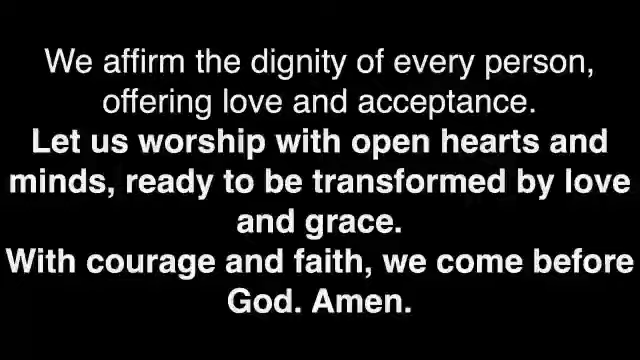 We affirm the dignity of every person,
offering love and acceptance.
Let us worship with open hearts and
minds, ready to be transformed by love
and grace.
With courage and faith, we come before
God. Amen.